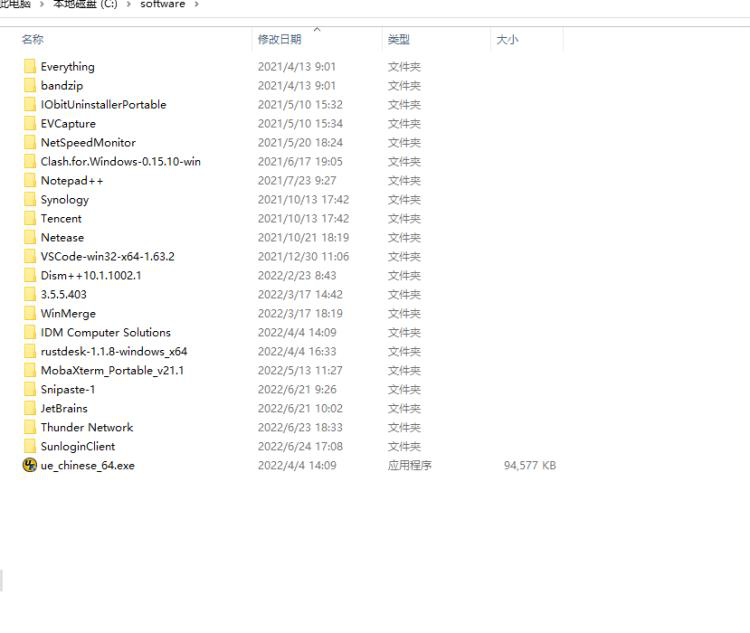 此电脑 > 本地磁盘 (C:) > software >
名称 修改日期 类型 大小
Everything 2021/4/13 9:01 文件夹
bandzip 2021/4/13 9:01 文件夹
IObitUninstallerPortable 2021/5/10 15:32 文件夹
EVCapture 2021/5/10 15:34 文件夹
NetSpeedMonitor 2021/5/20 18:24 文件夹
Clash.for.Windows-0.15.10-win 2021/6/17 19:05 文件夹
Notepad++ 2021/7/23 9:27 文件夹
Synology 2021/10/13 17:42 文件夹
Tencent 2021/10/13 17:42 文件夹
Netease 2021/10/21 18:19 文件夹
VSCode-win32-x64-1.63.2 2021/12/30 11:06 文件夹
Dism++10.1.1002.1 2022/2/23 8:43 文件夹
3.5.5.403 2022/3/17 14:42 文件夹
WinMerge 2022/3/17 18:19 文件夹
IDM Computer Solutions 2022/4/4 14:09 文件夹
rustdesk-1.1.8-windows_x64 2022/4/4 16:33 文件夹
MobaXterm_Portable_v21.1 2022/5/13 11:27 文件夹
Snipaste-1 2022/6/21 9:26 文件夹
JetBrains 2022/6/21 10:02 文件夹
Thunder Network 2022/6/23 18:33 文件夹
SunloginClient 2022/6/24 17:08 文件夹
ue_chinese_64.exe 2022/4/4 14:09 应用程序 94,577 KB